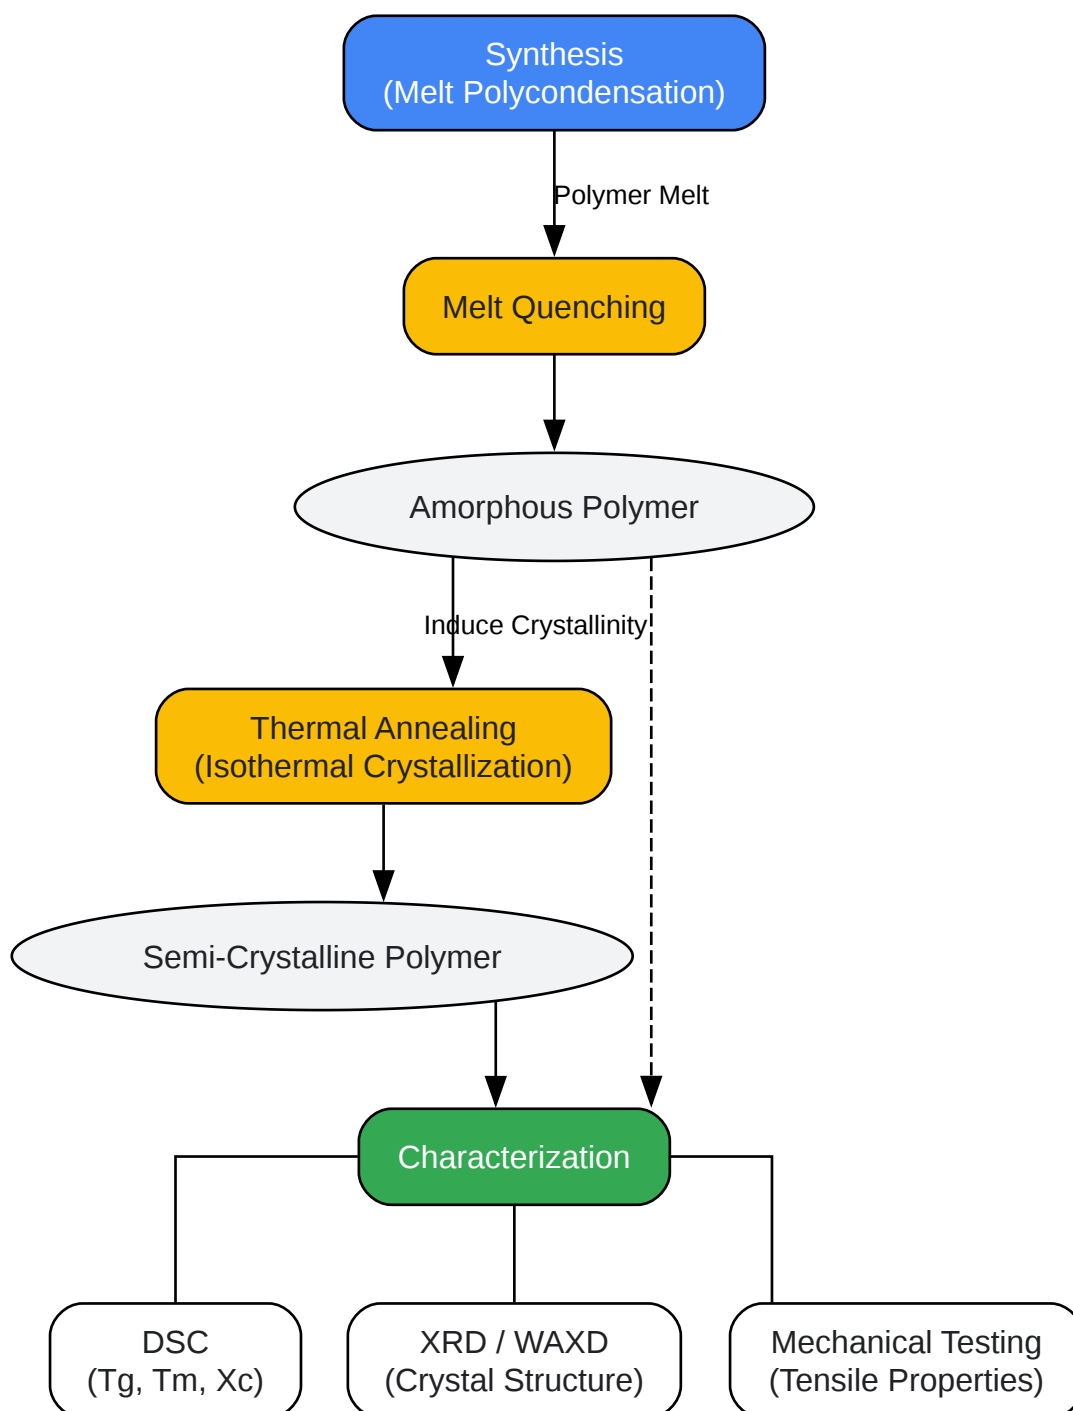 Synthesis
(Melt Polycondensation)
Polymer Melt
Melt Quenching
Amorphous Polymer
Induce Crystallinity
Thermal Annealing
(Isothermal Crystallization)
Semi-Crystalline Polymer
Characterization
DSC
(Tg, Tm, Xc)
XRD / WAXD
(Crystal Structure)
Mechanical Testing
(Tensile Properties)